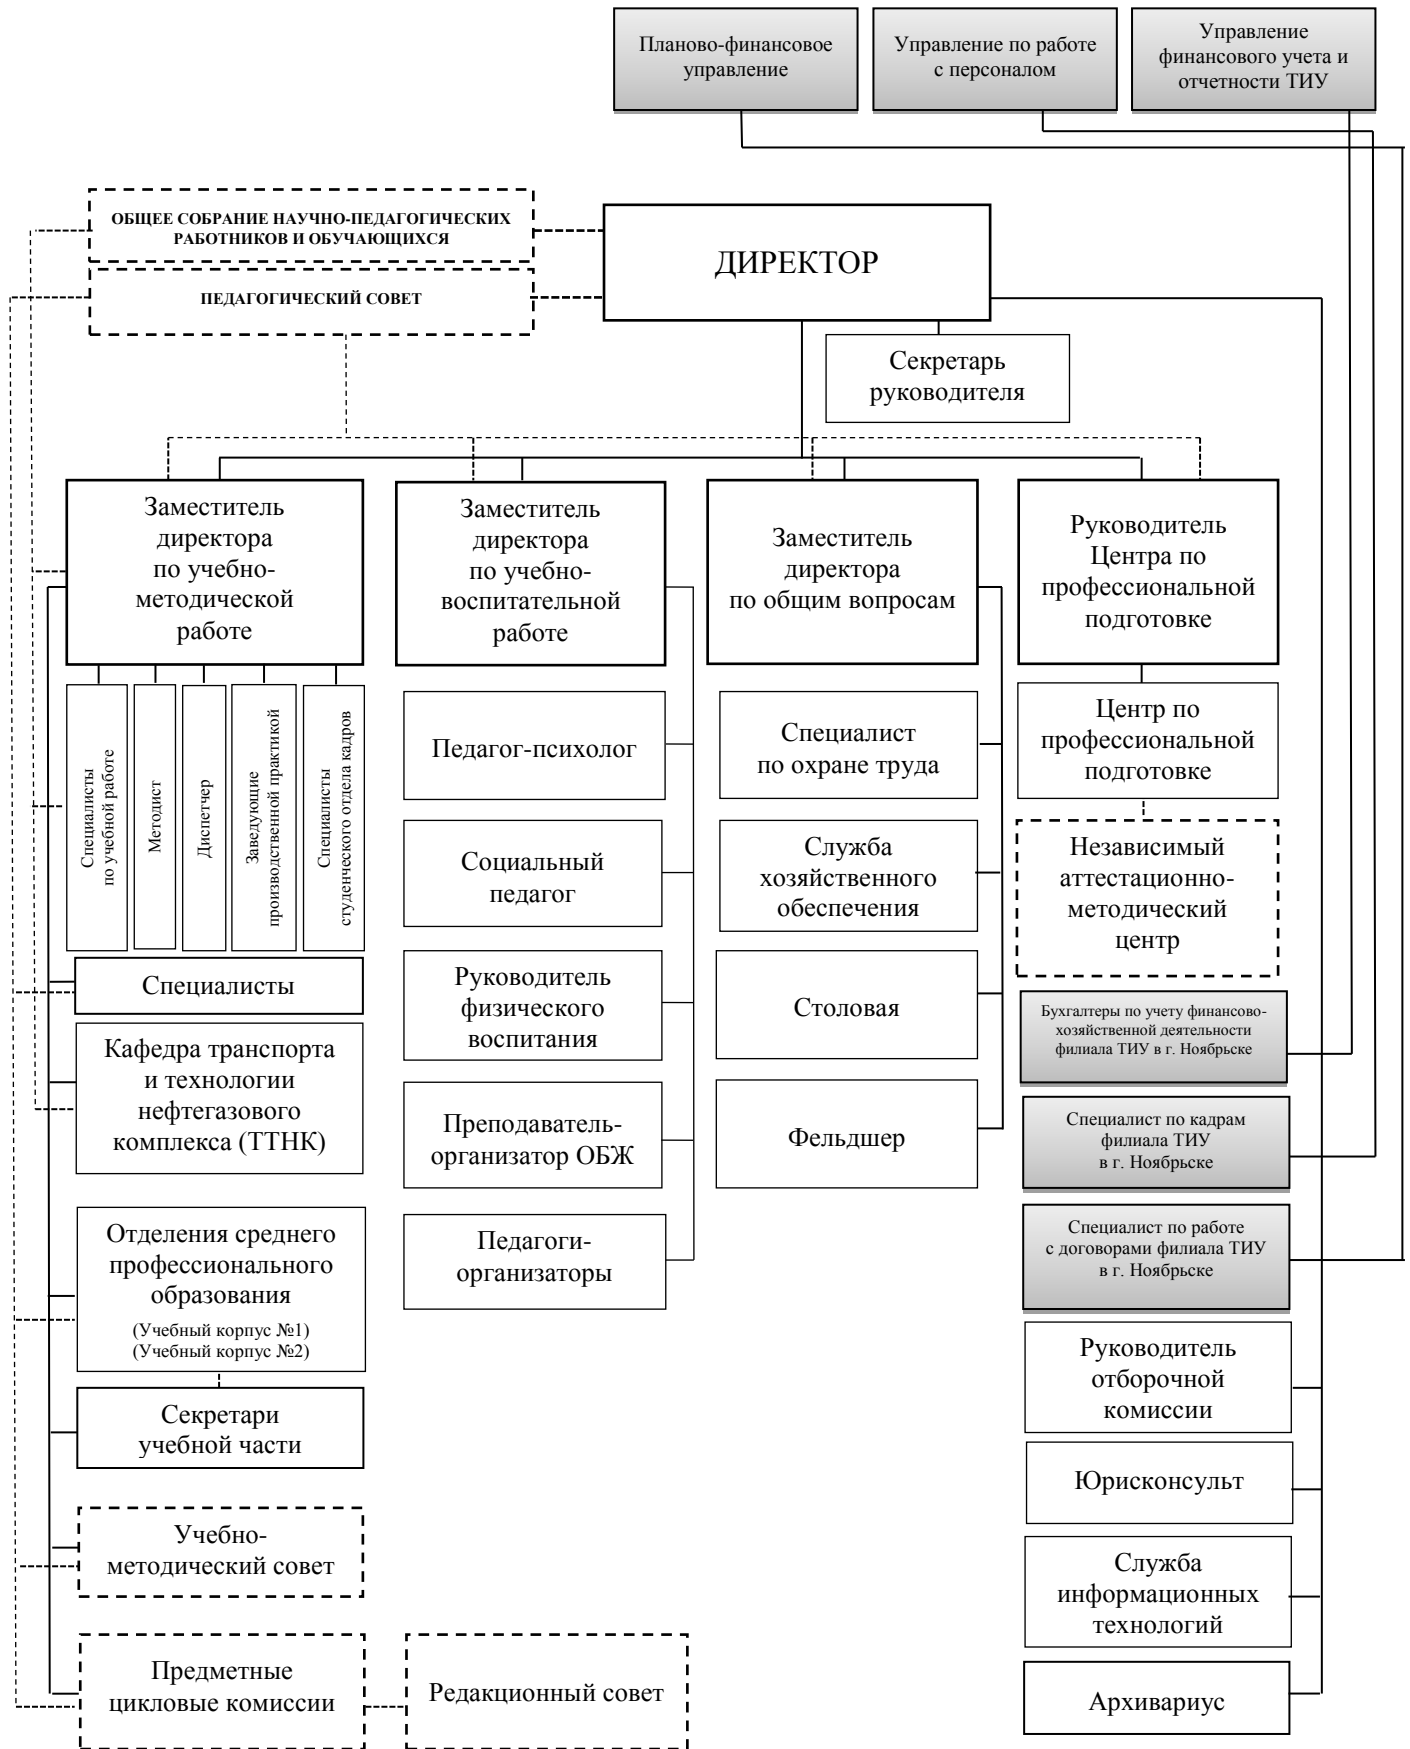 Планово-финансовое
управление
Управление по работе
с персоналом
Управление
финансового учета и
отчетности ТИУ
ОБЩЕЕ СОБРАНИЕ НАУЧНО-ПЕДАГОГИЧЕСКИХ
РАБОТНИКОВ И ОБУЧАЮЩИХСЯ
ПЕДАГОГИЧЕСКИЙ СОВЕТ
ДИРЕКТОР
Секретарь
руководителя
Заместитель
директора
по учебно-
методической
работе
Заместитель
директора
по учебно-
воспитательной
работе
Заместитель
директора
по общим вопросам
Руководитель
Центра по
профессиональной
подготовке
Специалисты
по учебной работе
Методист
Диспетчер
Заведующие
производственной практикой
Специалисты
студенческого отдела кадров
Специалисты
Кафедра транспорта
и технологии
нефтегазового
комплекса (ТТНК)
Отделения среднего
профессионального
образования
(Учебный корпус №1)
(Учебный корпус №2)
Секретари
учебной части
Учебно-
методический совет
Предметные
цикловые комиссии
Редакционный совет
Педагог-психолог
Социальный
педагог
Руководитель
физического
воспитания
Преподаватель-
организатор ОБЖ
Педагоги-
организаторы
Специалист
по охране труда
Служба
хозяйственного
обеспечения
Столовая
Фельдшер
Центр по
профессиональной
подготовке
Независимый
аттестационно-
методический
центр
Бухгалтеры по учету финансово-
хозяйственной деятельности
филиала ТИУ в г. Ноябрьске
Специалист по кадрам
филиала ТИУ
в г. Ноябрьске
Специалист по работе
с договорами филиала ТИУ
в г. Ноябрьске
Руководитель
отборочной
комиссии
Юрисконсульт
Служба
информационных
технологий
Архивариус